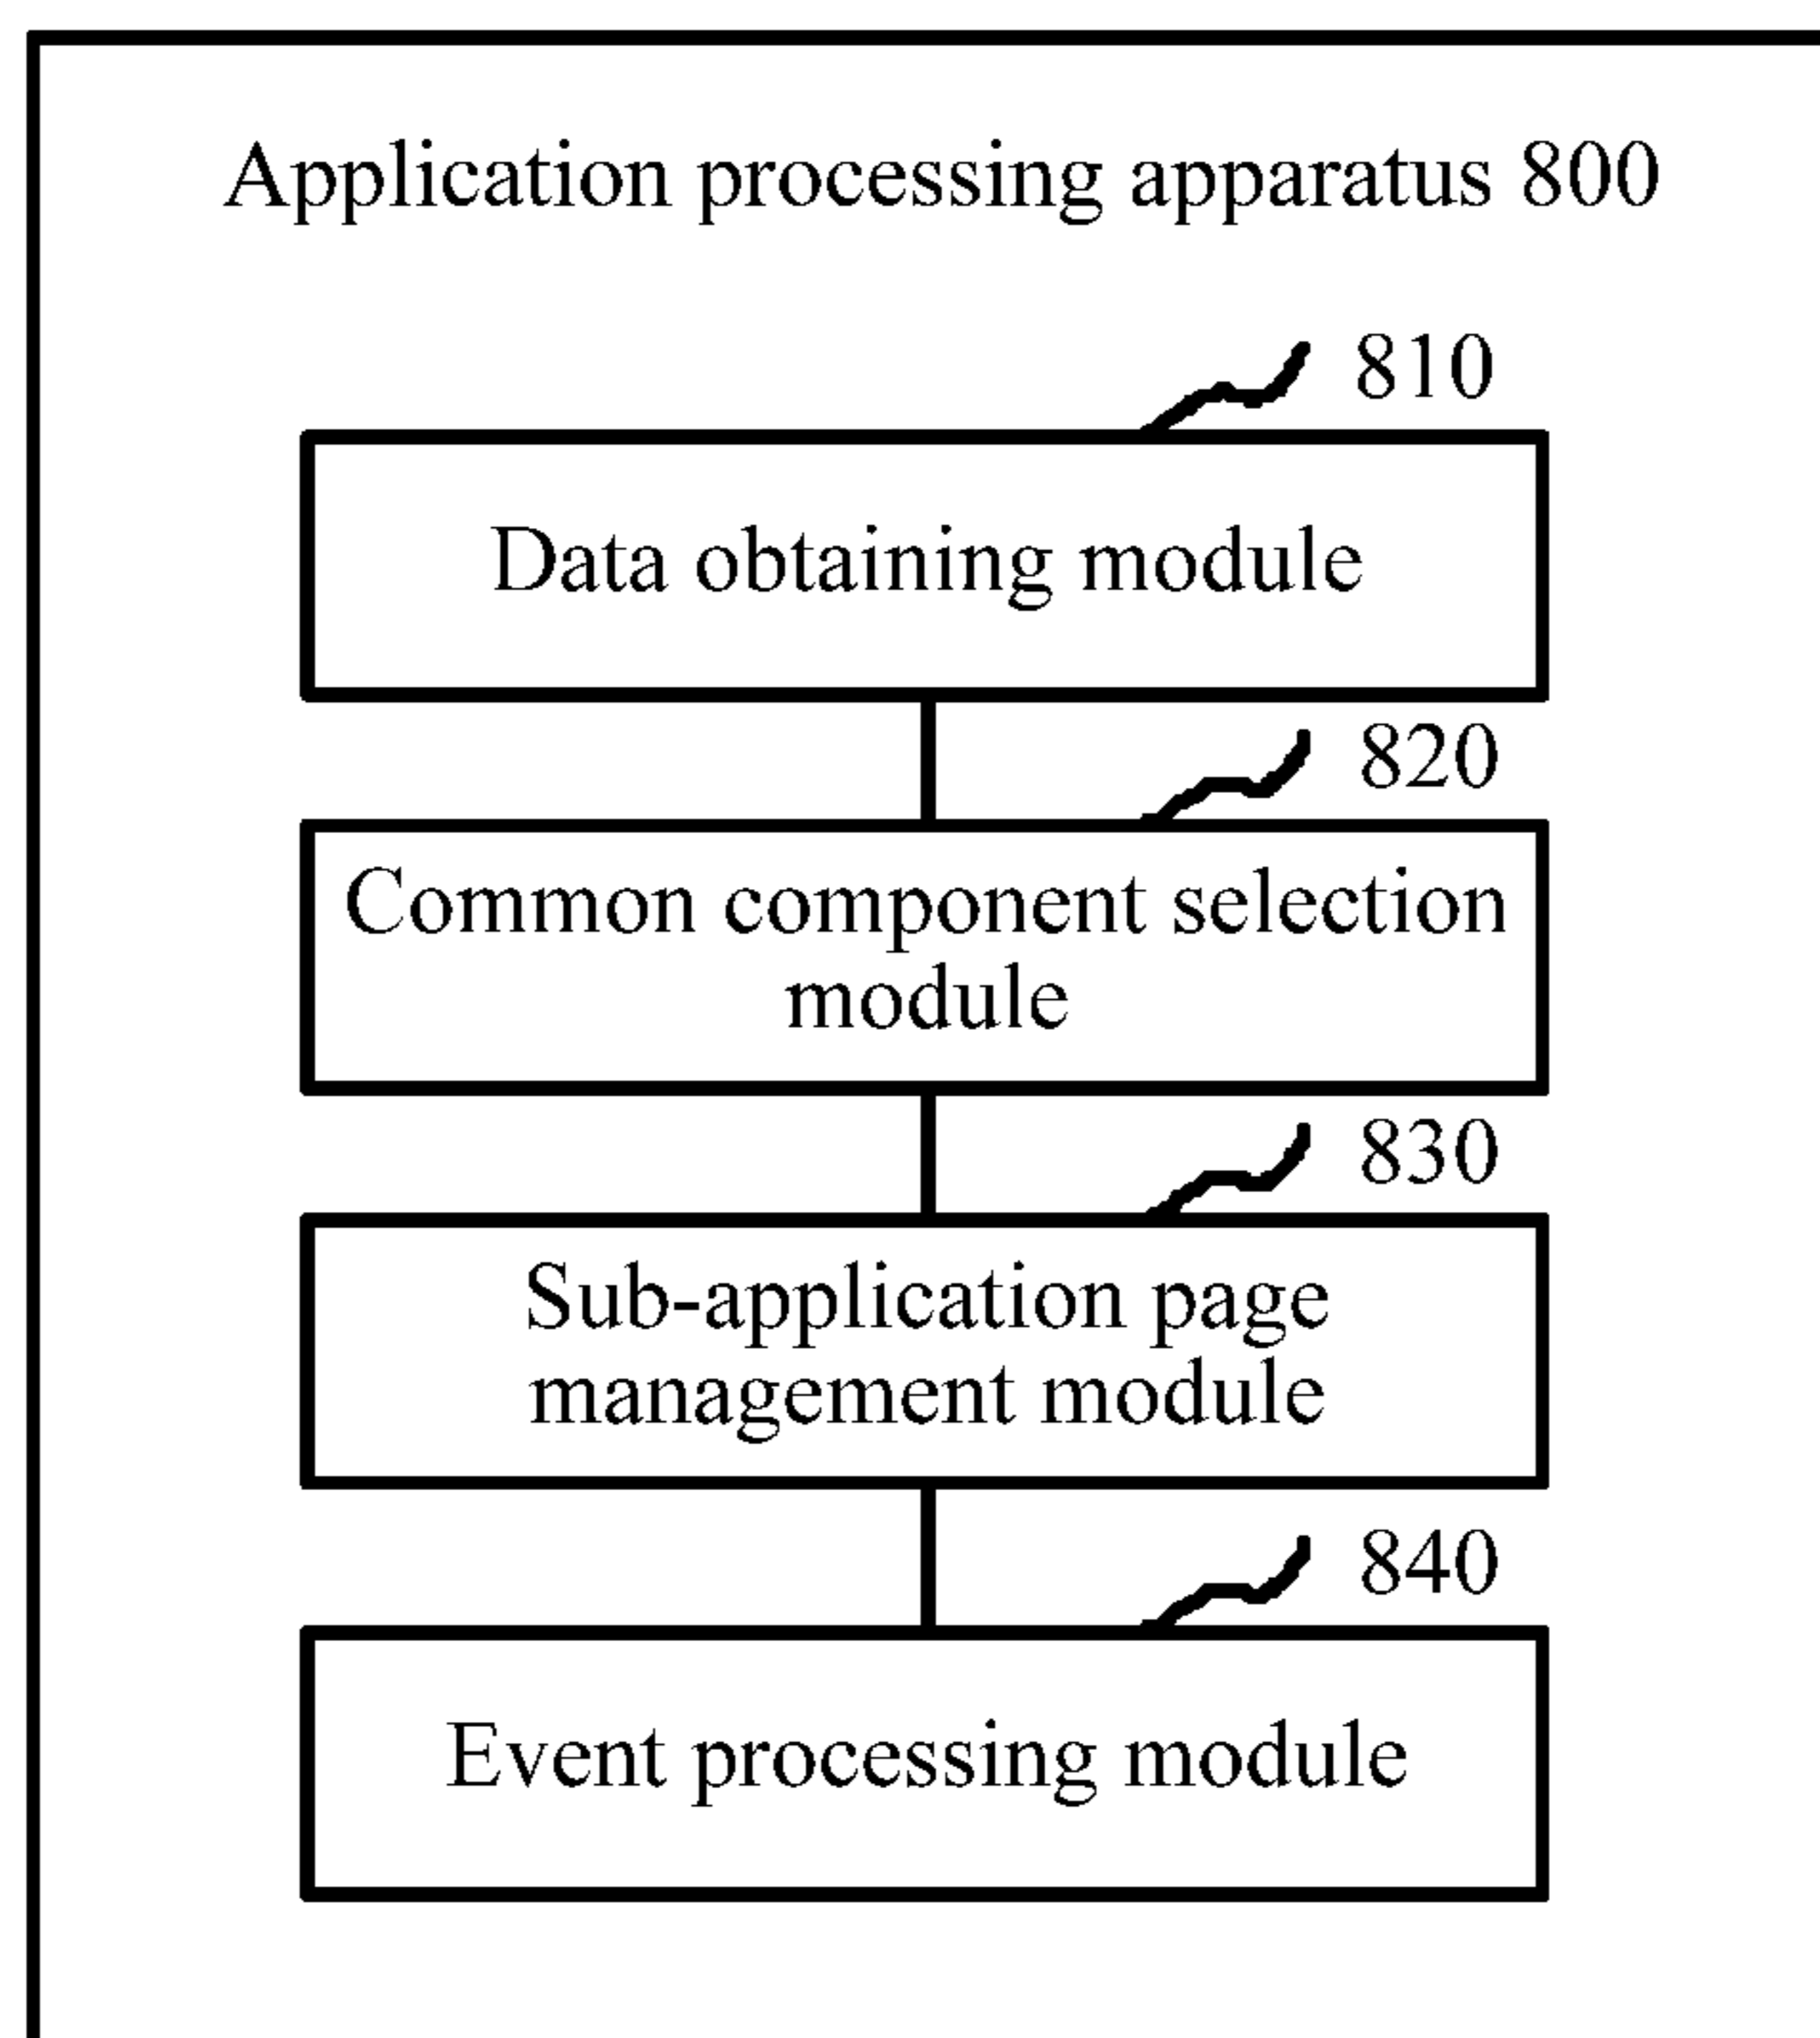 Application processing apparatus 800
810
Data obtaining module
820
Common component selection
module
830
Sub-application page
management module
840
Event processing module